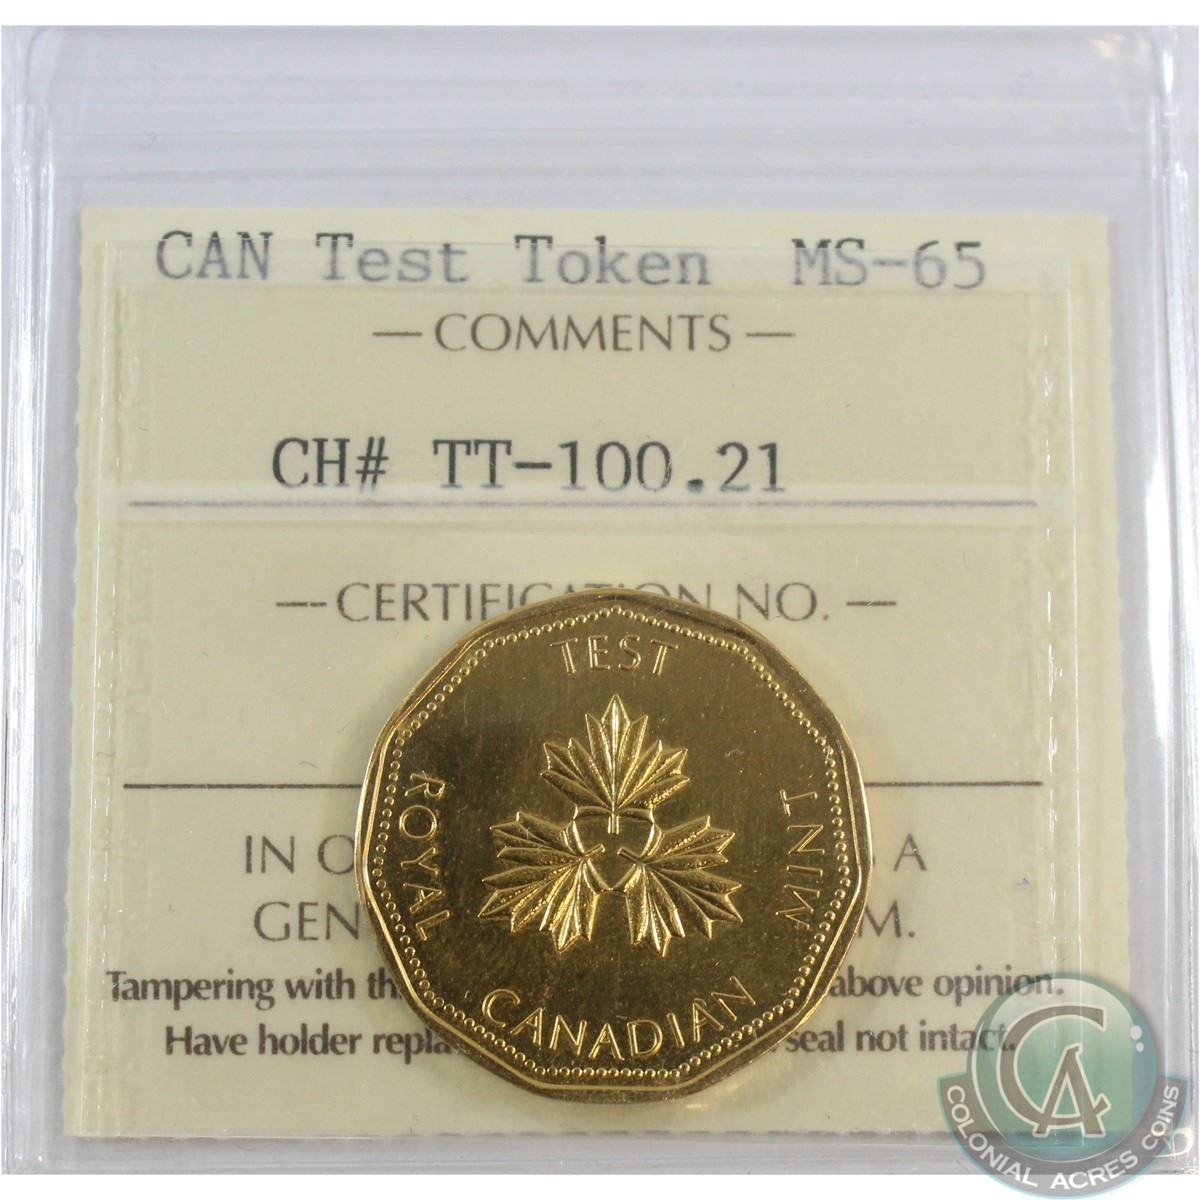 CAN Test Token MS-65
— COMMENTS —
CH# TT-100.21
— CERTIFICATION NO. —
IN O A
GEN M.
Tampering with th above opinion.
Have holder repla seal not intact.
TEST
ROYAL
CANADIAN
MINT
CA
COLONIAL ACRES COINS